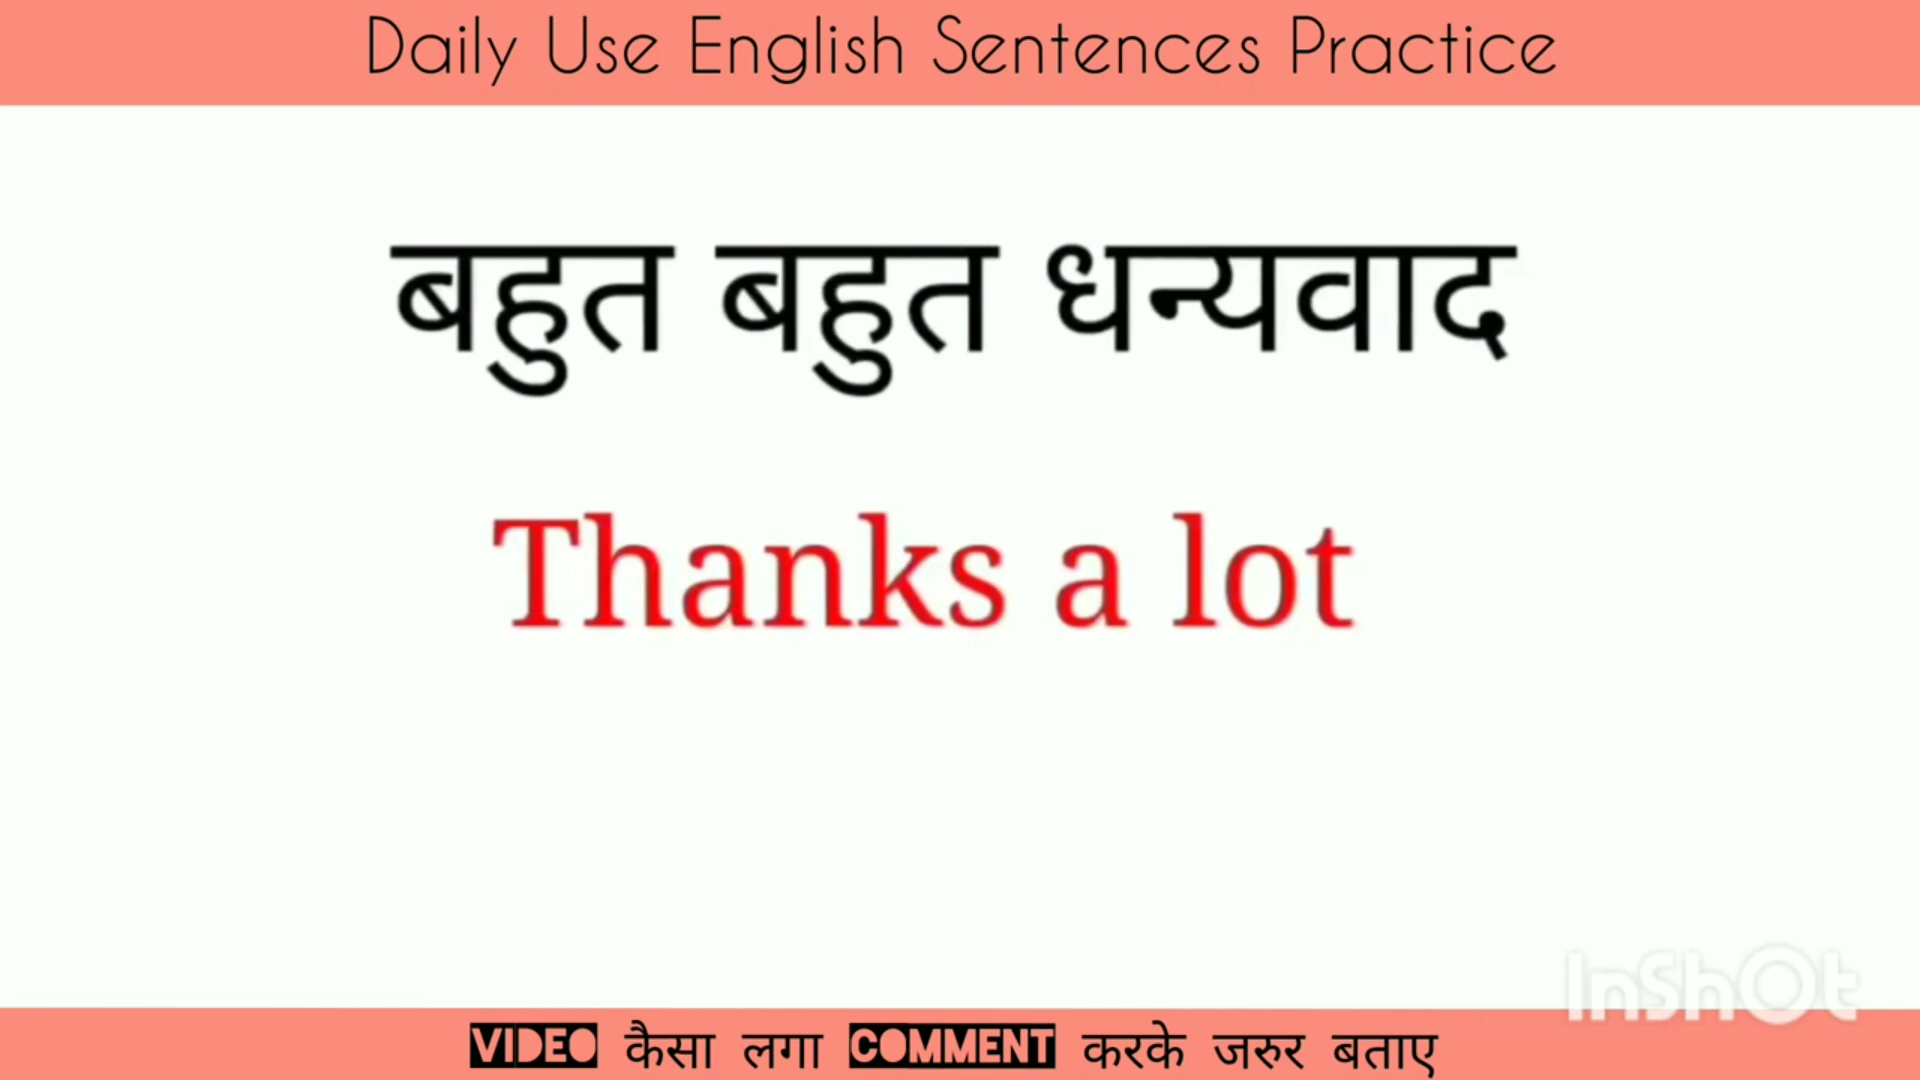 Daily Use English Sentences Practice
बहुत बहुत धन्यवाद
Thanks a lot
InShOt
VIDEO कैसा लगा COMMENT करके जरुर बताए